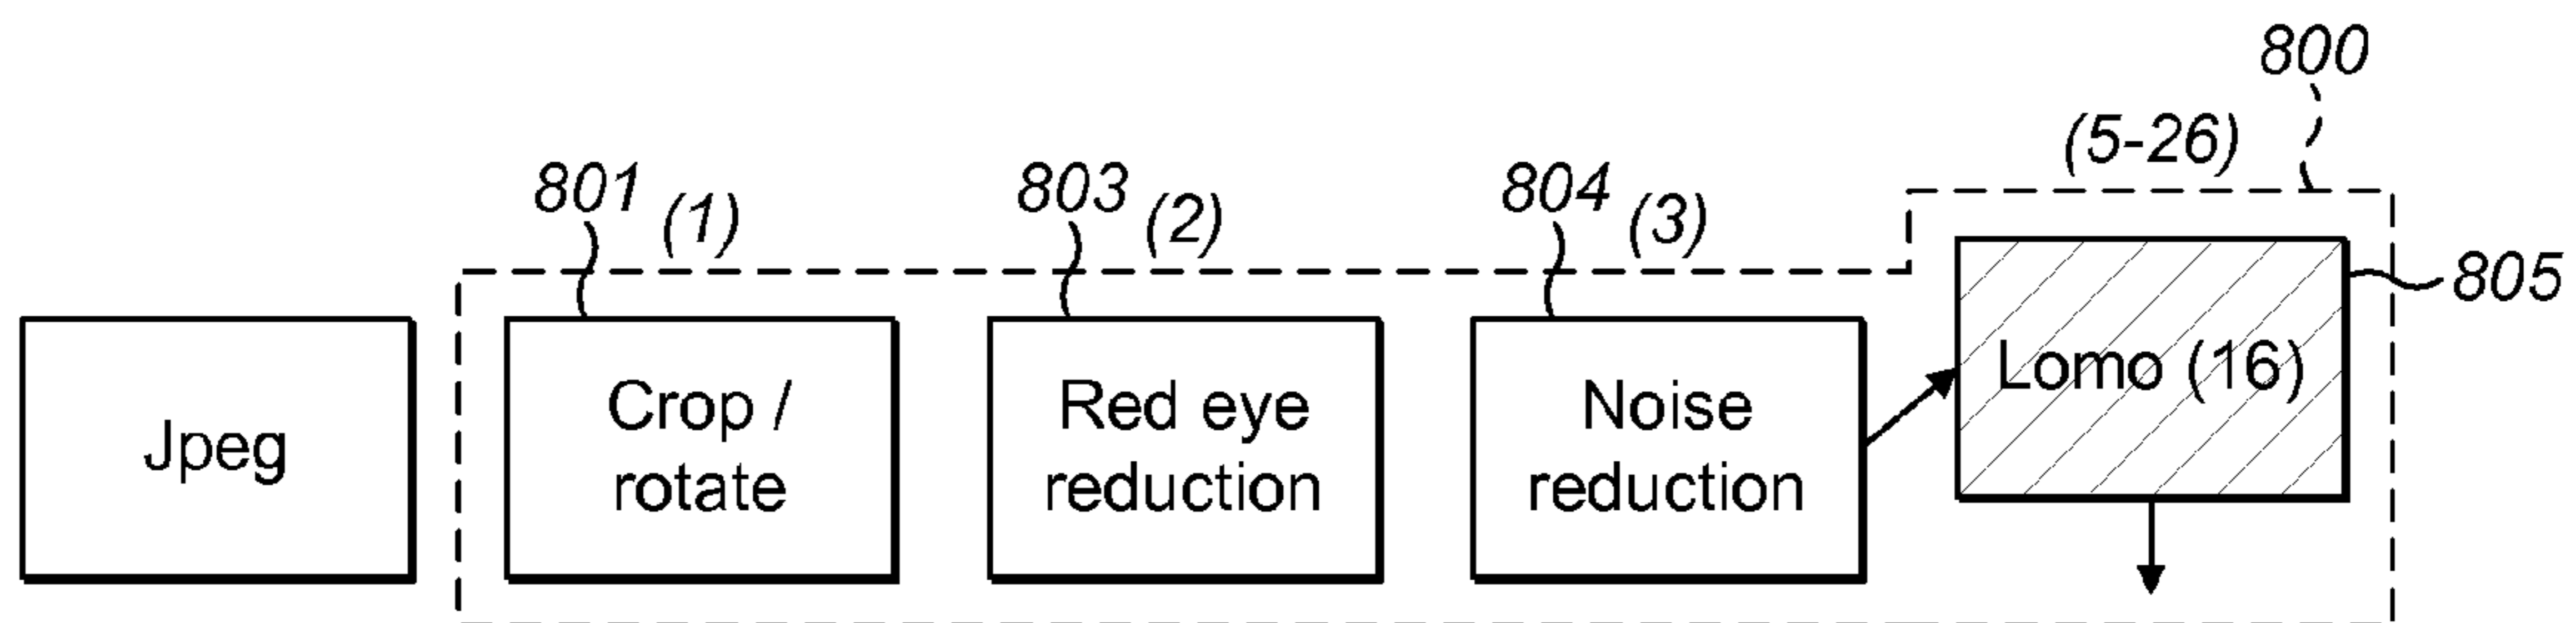 800
(5-26)
801 (1)
803 (2)
804 (3)
805
Jpeg
Crop /
rotate
Red eye
reduction
Noise
reduction
Lomo (16)